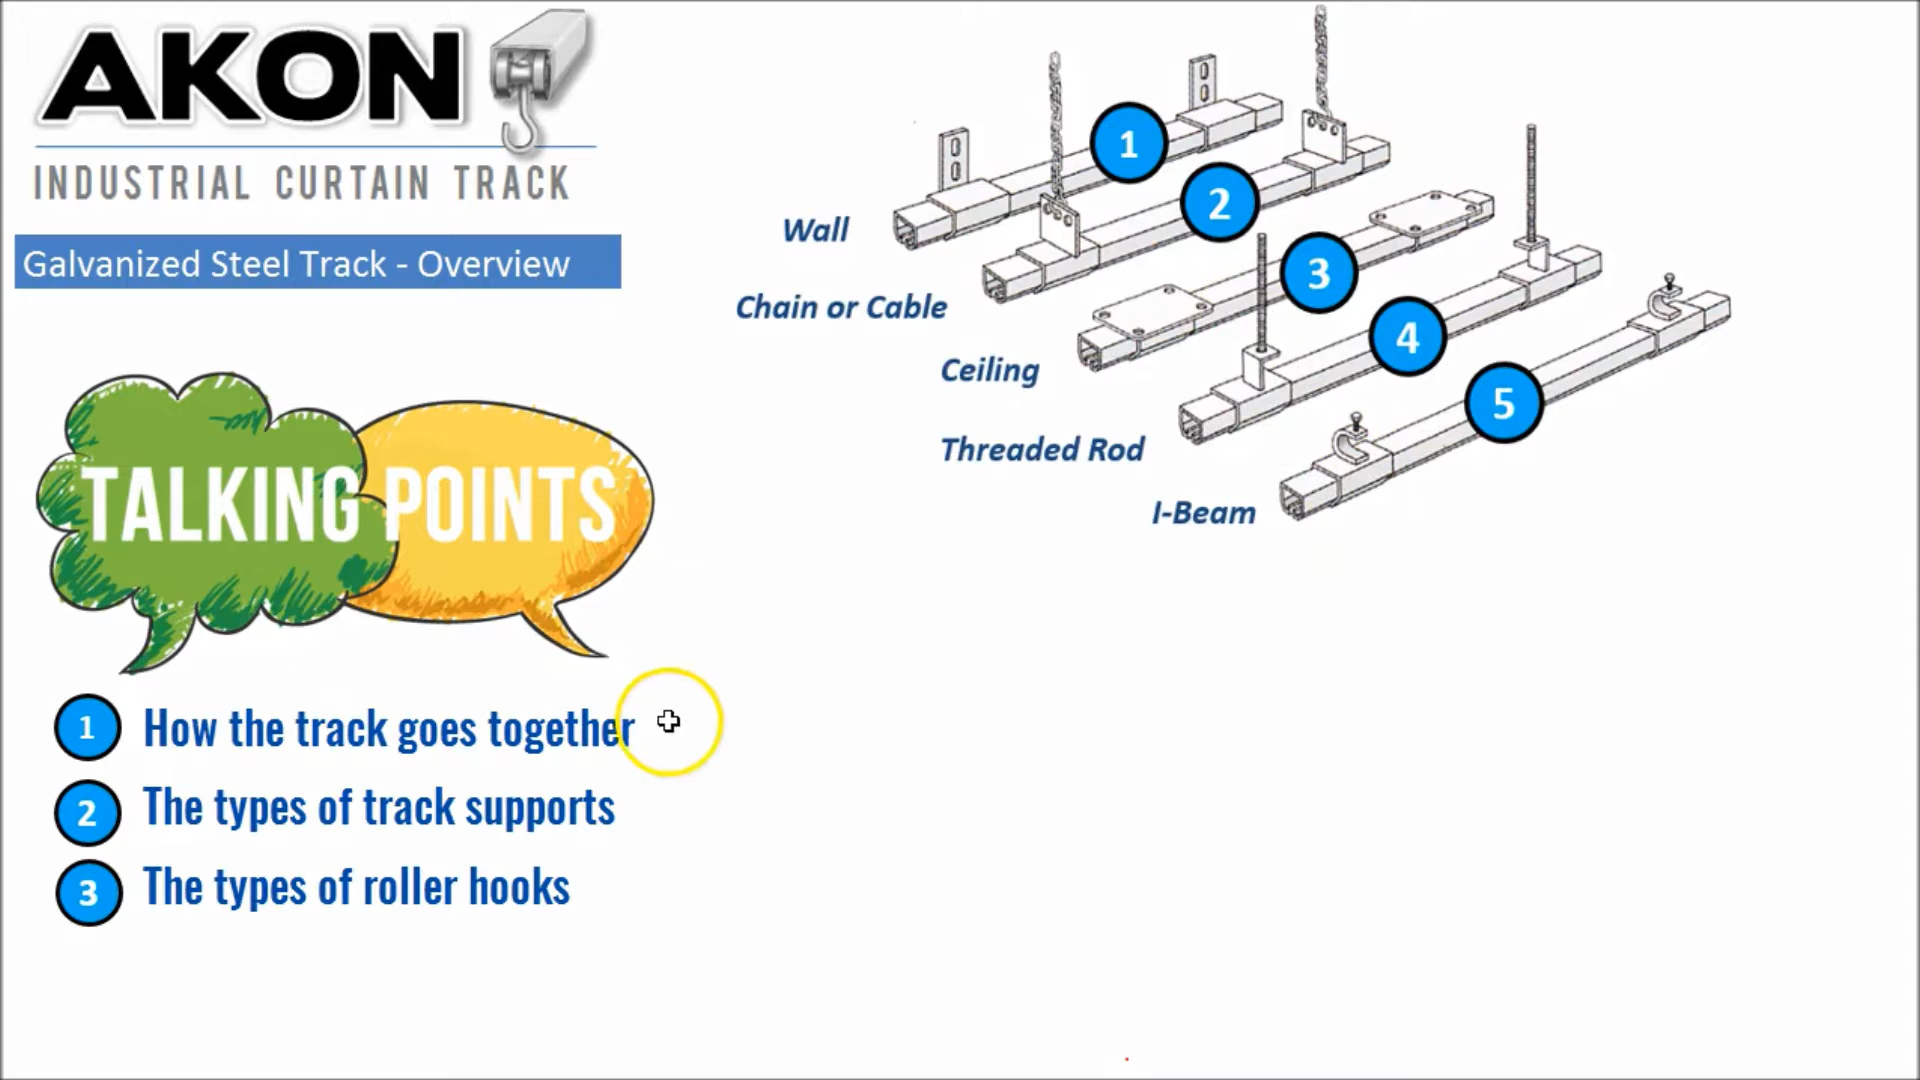 AKON
INDUSTRIAL CURTAIN TRACK
Galvanized Steel Track - Overview
TALKING POINTS
1 How the track goes together
2 The types of track supports
3 The types of roller hooks
1
Wall
2
Chain or Cable
3
Ceiling
4
Threaded Rod
5
I-Beam